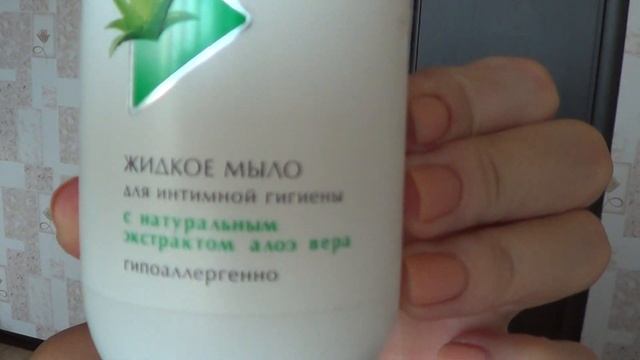 ЖИДКОЕ МЫЛО
для интимной гигиены
с натуральным
экстрактом алоэ вера
гипоаллергенно